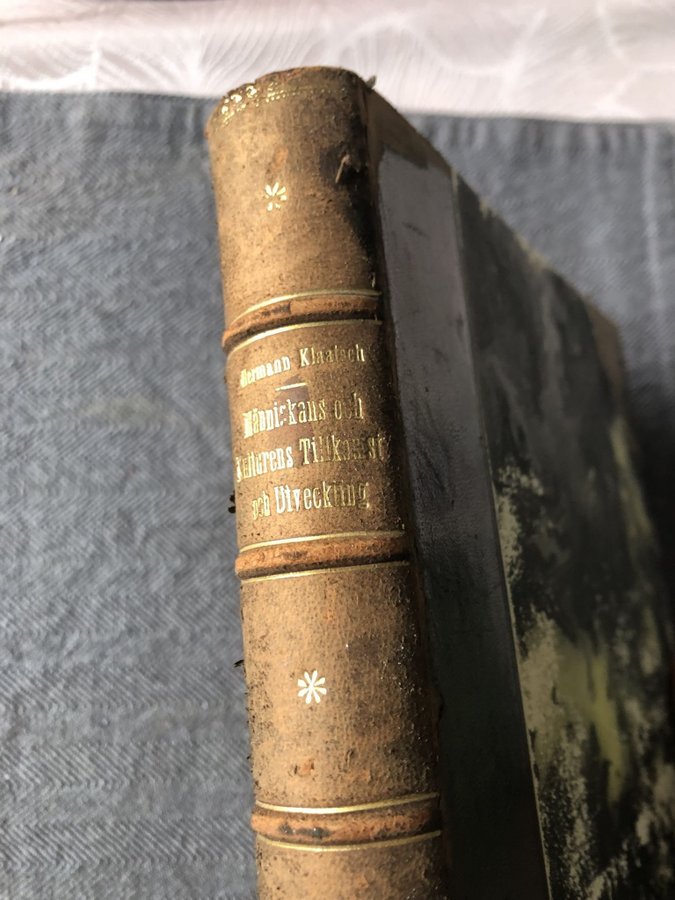 Hermann Klaatsch
Människans och
Kulturens Tillkomst
och Utveckling